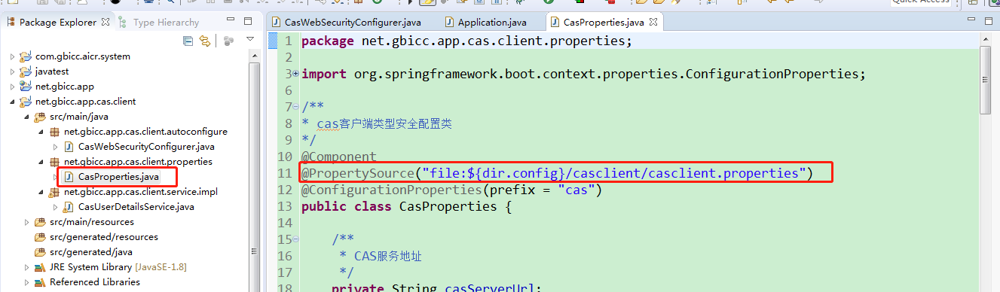 Quick Access
Package Explorer
Type Hierarchy
com.gbicc.aicr.system
javatest
net.gbicc.app
net.gbicc.app.cas.client
src/main/java
net.gbicc.app.cas.client.autoconfigure
CasWebSecurityConfigurer.java
net.gbicc.app.cas.client.properties
CasProperties.java
net.gbicc.app.cas.client.service.impl
CasUserDetailsService.java
src/main/resources
src/generated/resources
src/generated/java
JRE System Library [JavaSE-1.8]
Referenced Libraries
CasWebSecurityConfigurer.java
Application.java
CasProperties.java
1 package net.gbicc.app.cas.client.properties;
2
3 import org.springframework.boot.context.properties.ConfigurationProperties;
6
7 /**
8 * cas客户端类型安全配置类
9 */
10 @Component
11 @PropertySource("file:${dir.config}/casclient/casclient.properties")
12 @ConfigurationProperties(prefix = "cas")
13 public class CasProperties {
14
15 /**
16 * CAS服务地址
17 */
18 private String casServerUrl;